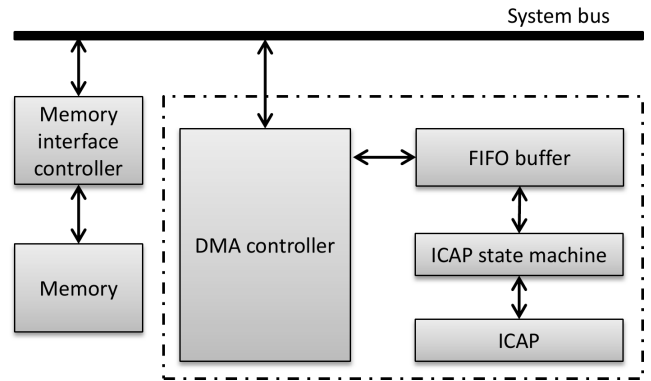 System bus
Memory
interface
controller
FIFO buffer
DMA controller
ICAP state machine
Memory
ICAP